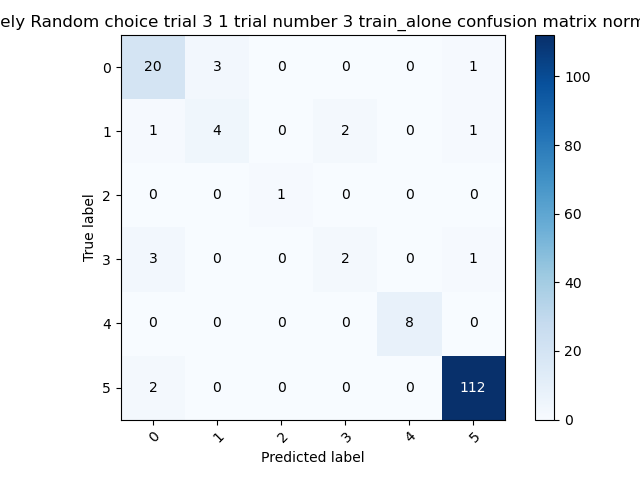 ely Random choice trial 3 1 trial number 3 train_alone confusion matrix norm
True label
0 20 3 0 0 0 1
1 1 4 0 2 0 1
2 0 0 1 0 0 0
3 3 0 0 2 0 1
4 0 0 0 0 8 0
5 2 0 0 0 0 112
0 1 2 3 4 5
Predicted label
100
80
60
40
20
0